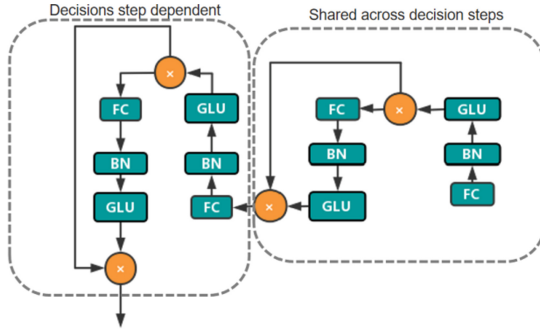 Decisions step dependent
Shared across decision steps
×
FC
GLU
BN
BN
GLU
FC
×
×
FC
×
GLU
BN
BN
GLU
FC